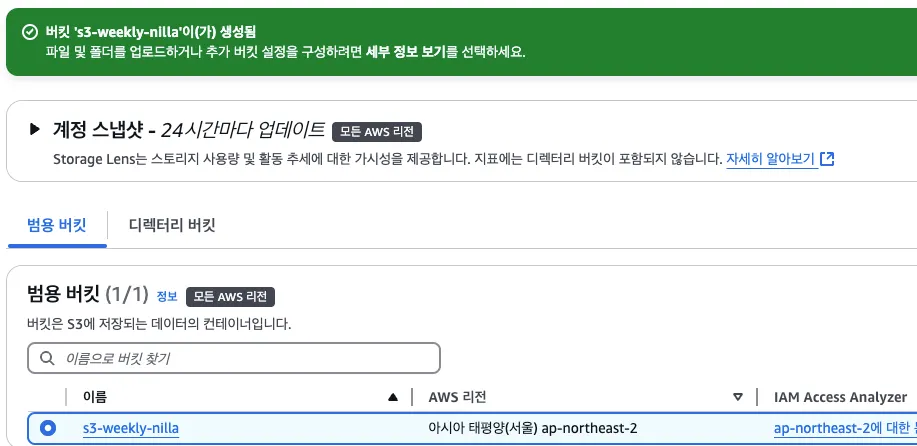 버킷 's3-weekly-nilla'이(가) 생성됨
파일 및 폴더를 업로드하거나 추가 버킷 설정을 구성하려면 세부 정보 보기를 선택하세요.
계정 스냅샷 - 24시간마다 업데이트 모든 AWS 리전
Storage Lens는 스토리지 사용량 및 활동 추세에 대한 가시성을 제공합니다. 지표에는 디렉터리 버킷이 포함되지 않습니다. 자세히 알아보기
범용 버킷 디렉터리 버킷
범용 버킷 (1/1) 정보 모든 AWS 리전
버킷은 S3에 저장되는 데이터의 컨테이너입니다.
이름으로 버킷 찾기
이름 AWS 리전 IAM Access Analyzer
s3-weekly-nilla 아시아 태평양(서울) ap-northeast-2 ap-northeast-2에 대한